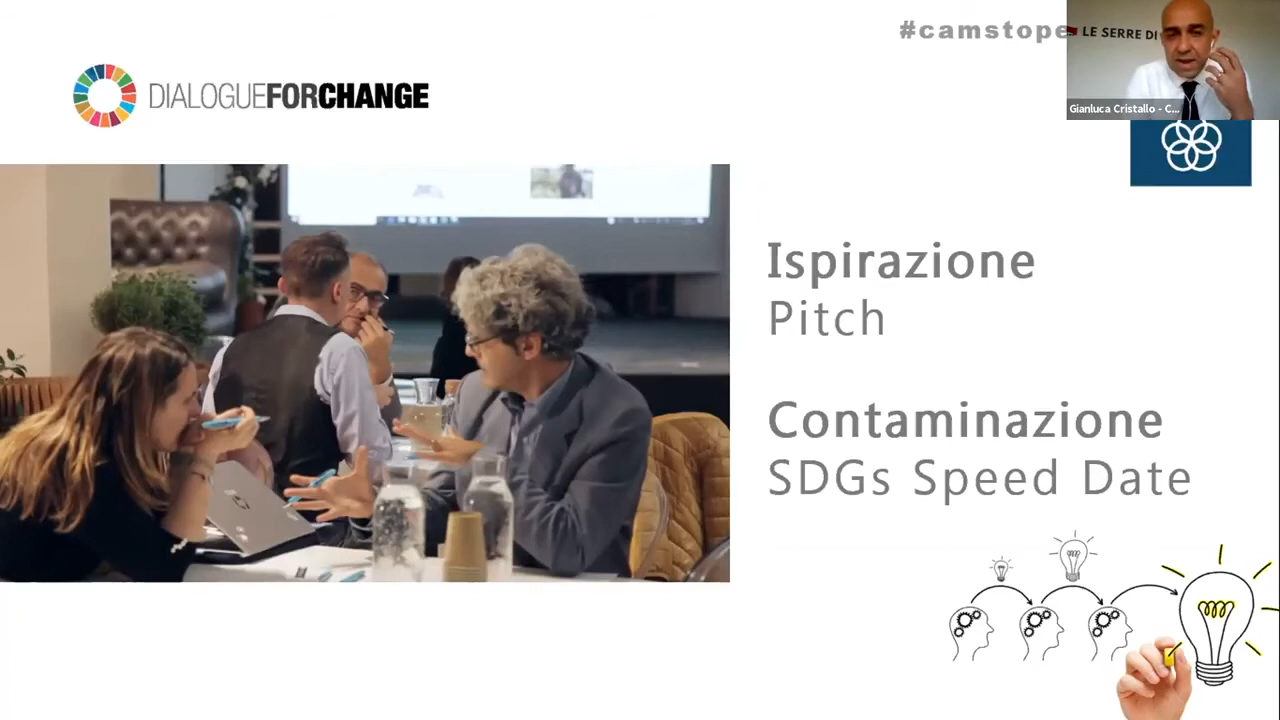 #camstope
LE SERRE DI
Gianluca Cristallo - C...
DIALOGUEFORCHANGE
Ispirazione
Pitch
Contaminazione
SDGs Speed Date